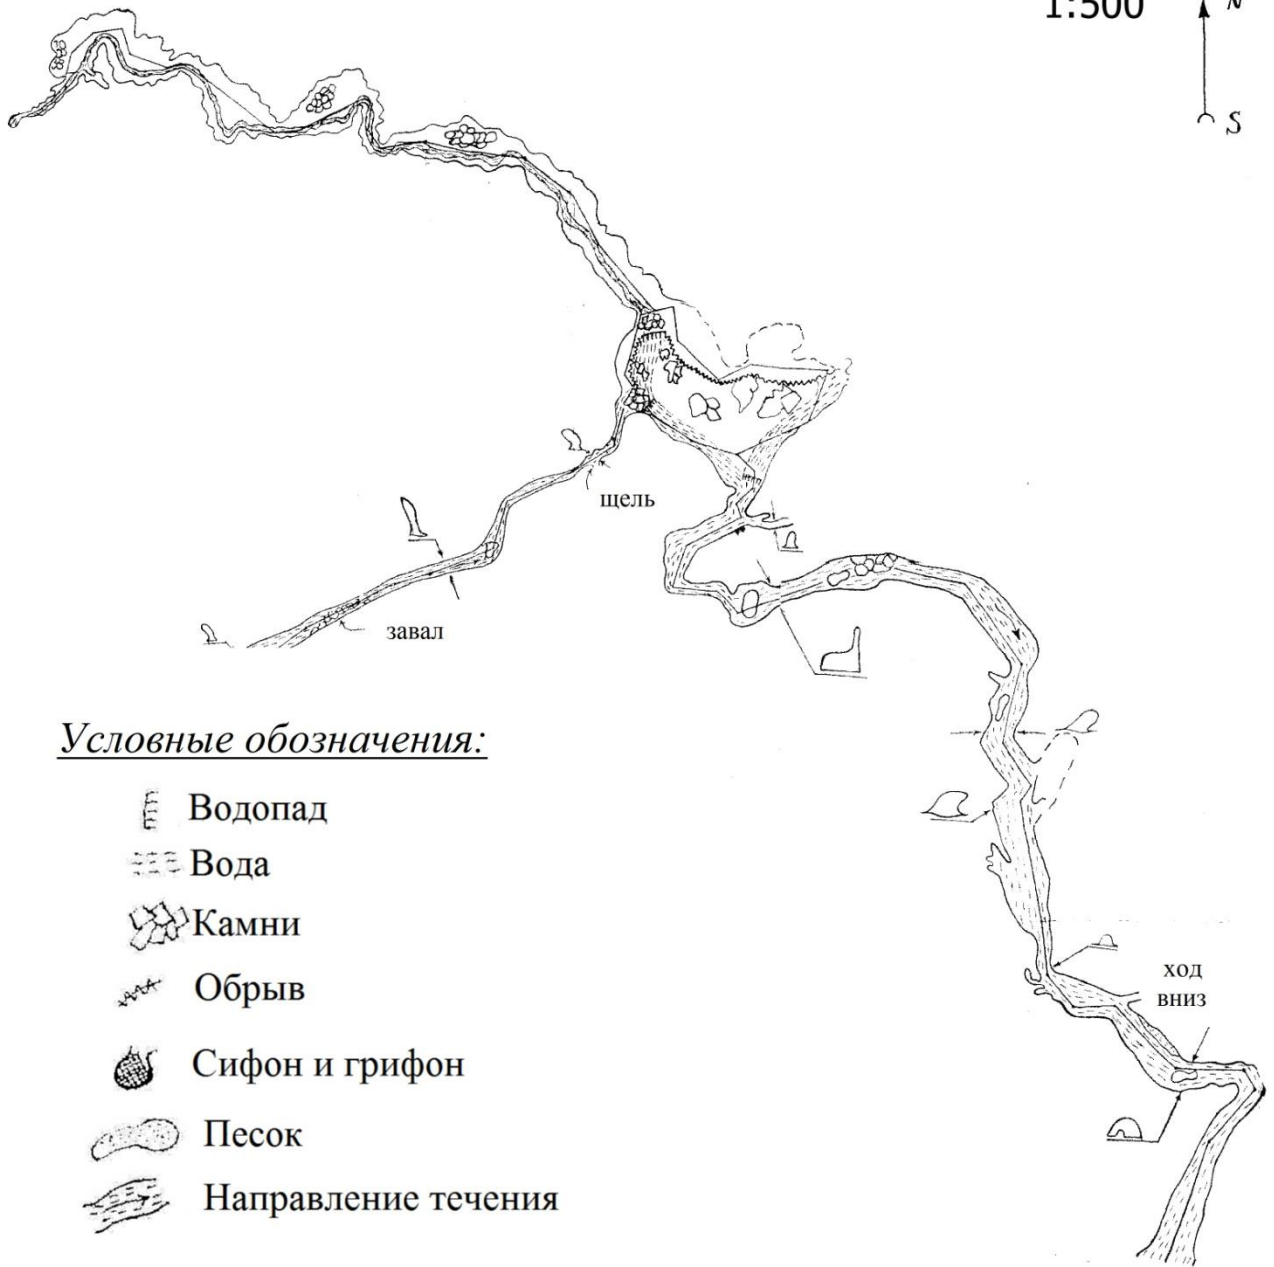 1:500
N
S
щель
завал
ход
вниз
Условные обозначения:
Водопад
Вода
Камни
Обрыв
Сифон и грифон
Песок
Направление течения